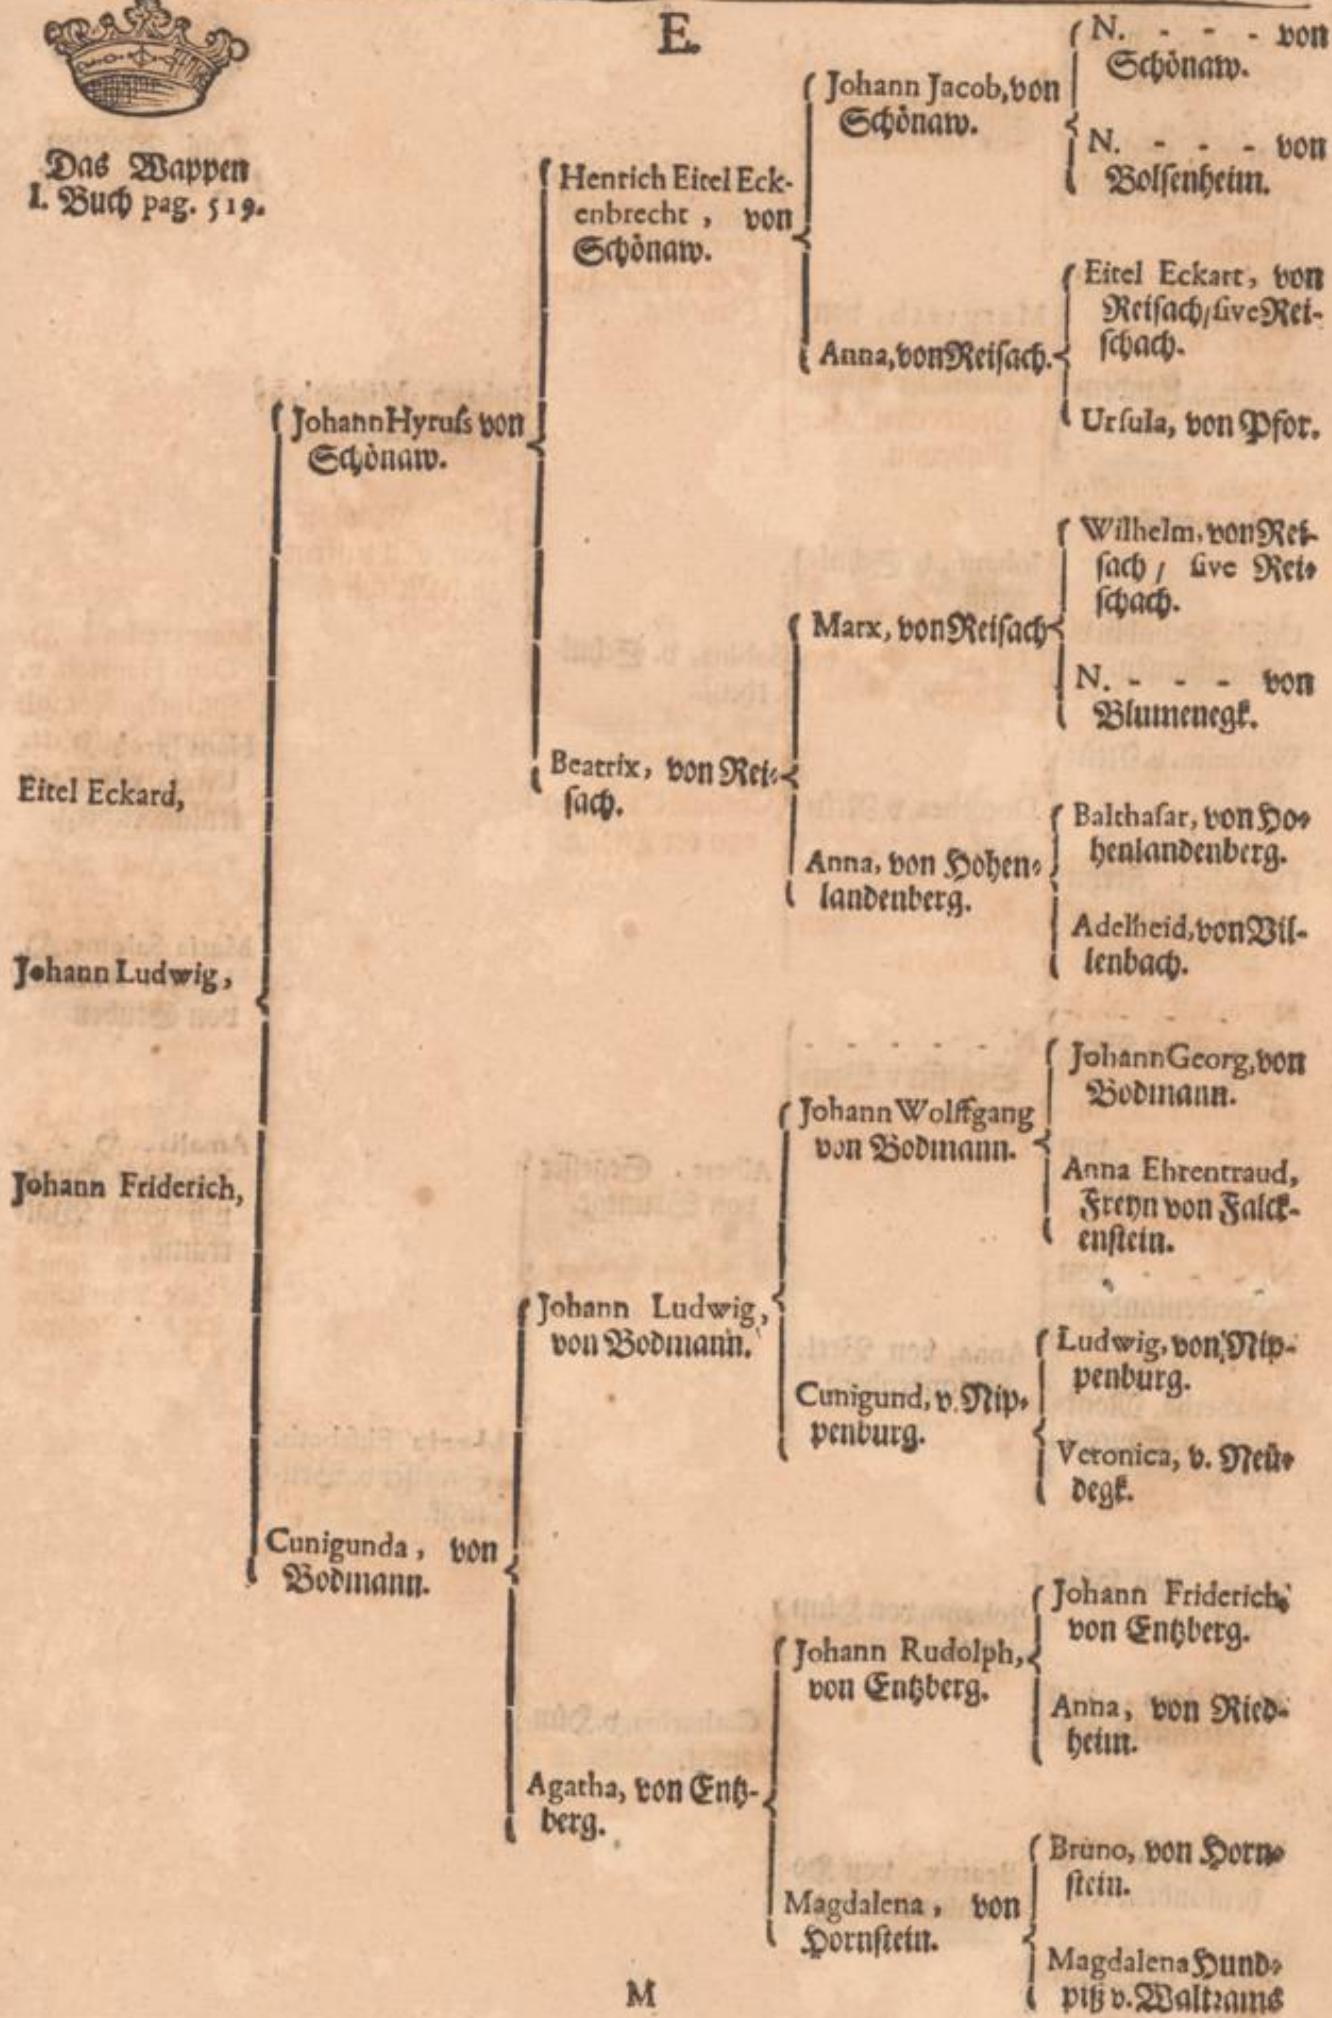 E.
Das Wappen
I. Buch pag. 519.
Eitel Eckard,
Johann Ludwig,
Johann Friderich,
Johann Hyruſs von
Schönaw.
Cunigunda, von
Bodmann.
Henrich Eitel Eck-
enbrecht, von
Schönaw.
Beatrix, von Rei-
ſach.
Johann Ludwig,
von Bodmann.
Agatha, von Entz-
berg.
Johann Jacob, von
Schönaw.
Anna, von Reiſach.
Marx, von Reiſach
Anna, von Hohen-
landenberg.
Johann Wolffgang
von Bodmann.
Cunigund, v. Nip-
penburg.
Johann Rudolph,
von Entzberg.
Magdalena, von
Hornſtein.
N. - - - von
Schönaw.
N. - - - von
Bolſenheim.
Eitel Eckart, von
Reiſach/ ſive Rei-
ſchach.
Urſula, von Pfor.
Wilhelm, von Rei-
ſach / ſive Rei-
ſchach.
N. - - - von
Blumenegk.
Balthaſar, von Ho-
henlandenberg.
Adelheid, von Vil-
lenbach.
Johann Georg, von
Bodmann.
Anna Ehrentraud,
Freyn von Falck-
enſtein.
Ludwig, von Nip-
penburg.
Veronica, v. Neü-
degk.
Johann Friderich,
von Entzberg.
Anna, von Ried-
heim.
Bruno, von Horn-
ſtein.
Magdalena Hund-
piß v. Waltrams
M